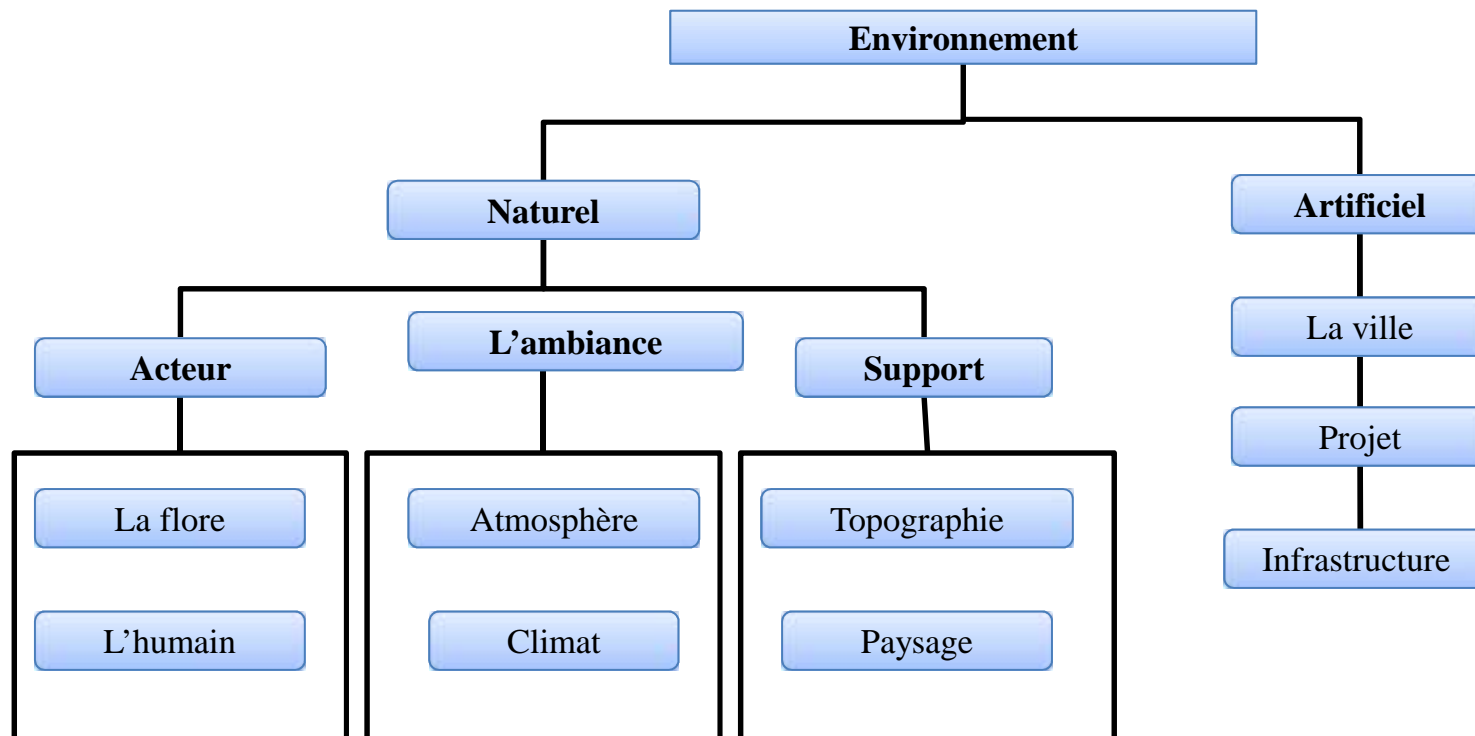 Environnement
Naturel
Artificiel
L’ambiance
La ville
Acteur
Support
Projet
La flore
Atmosphère
Topographie
Infrastructure
L’humain
Climat
Paysage